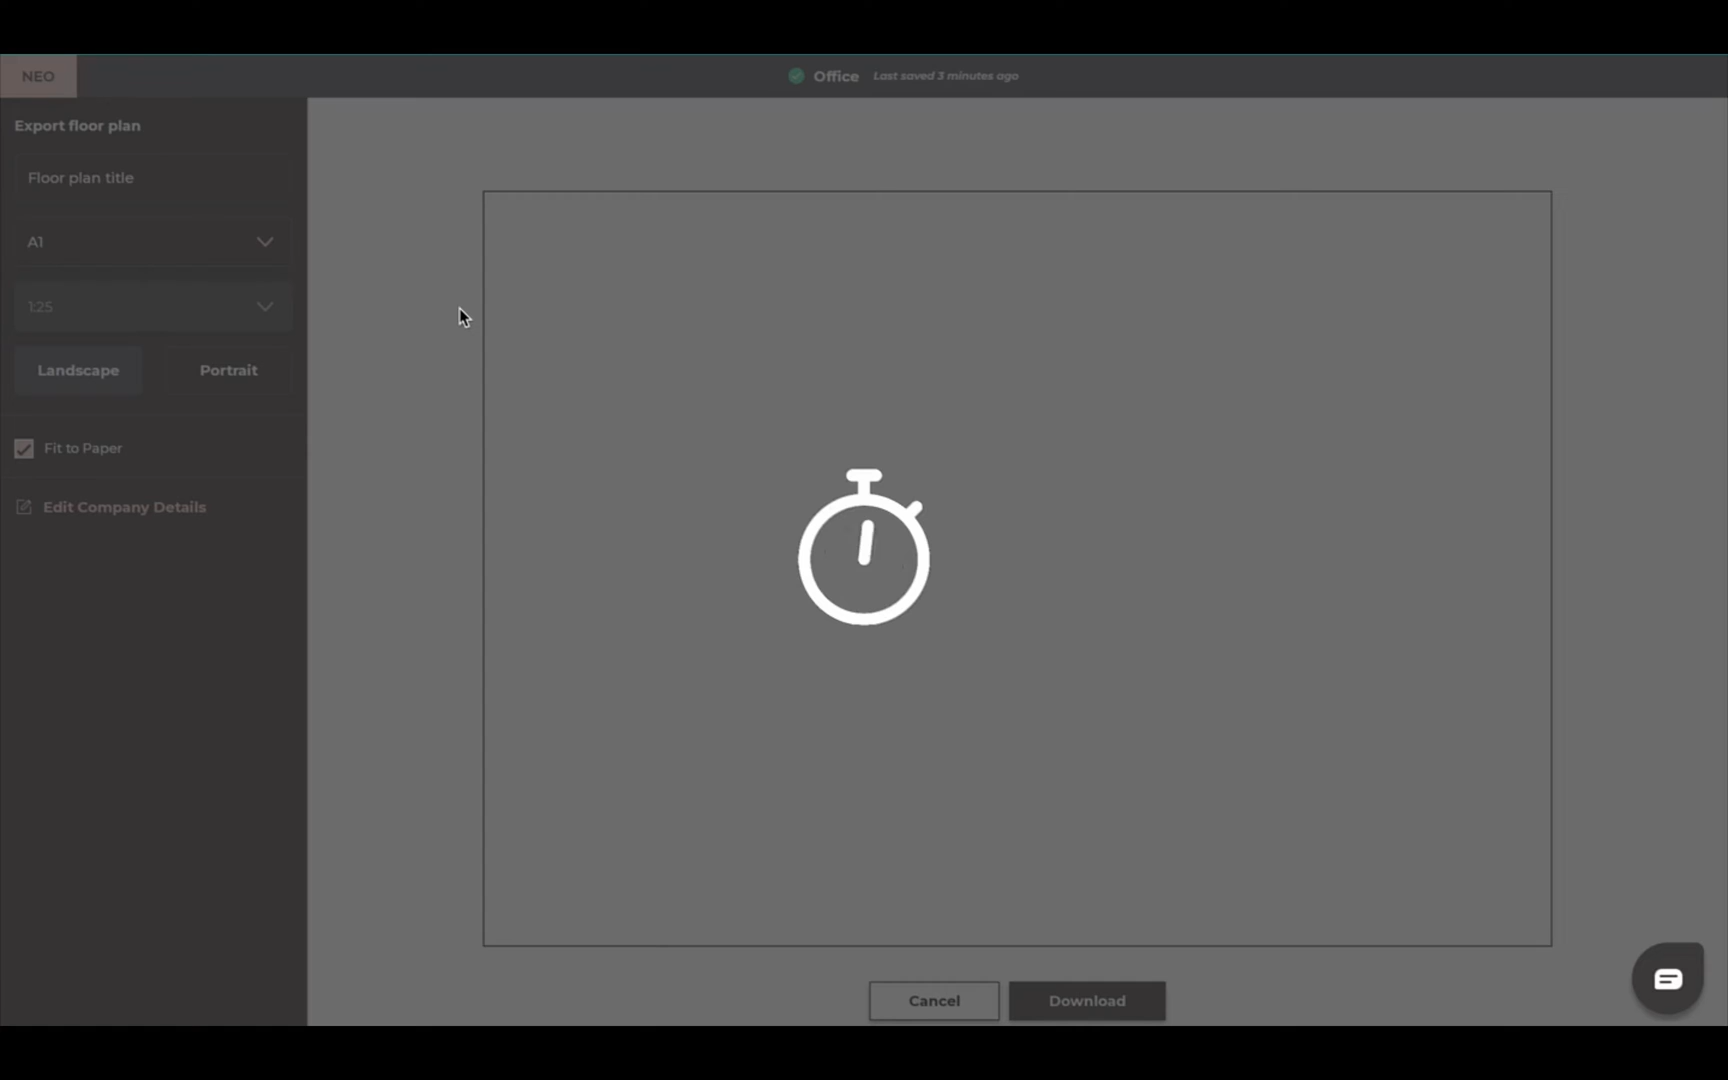 NEO
Office Last saved 3 minutes ago
Export floor plan
Floor plan title
A1
1:25
Landscape Portrait
Fit to Paper
Edit Company Details
Cancel Download